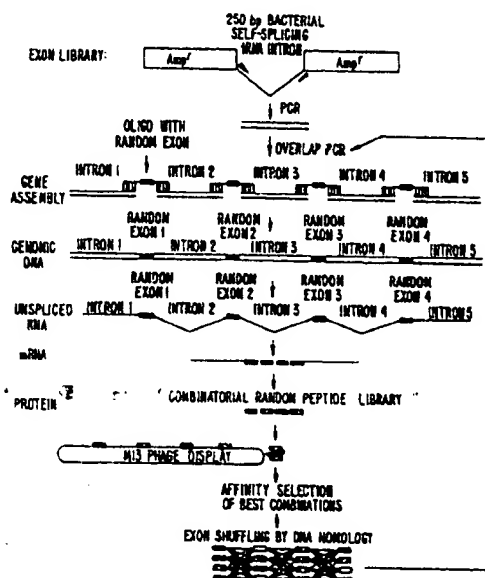 250 bp BACTERIAL
SELF-SPLICING
tRNA INTRON
EXON LIBRARY:
Ampʳ
Ampʳ
PCR
OLIGO WITH
RANDOM EXON
OVERLAP PCR
INTRON 1 INTRON 2 INTRON 3 INTRON 4 INTRON 5
GENE
ASSEMBLY
RANDOM EXON 1 RANDOM EXON 2 RANDOM EXON 3 RANDOM EXON 4
GENOMIC
DNA
INTRON 1 INTRON 2 INTRON 3 INTRON 4 INTRON 5
RANDOM EXON 1 RANDOM EXON 2 RANDOM EXON 3 RANDOM EXON 4
UNSPLICED
RNA
INTRON 1 INTRON 2 INTRON 3 INTRON 4 INTRON 5
mRNA
PROTEIN
COMBINATORIAL RANDOM PEPTIDE LIBRARY
M13 PHAGE DISPLAY
AFFINITY SELECTION
OF BEST COMBINATIONS
EXON SHUFFLING BY DNA HOMOLOGY